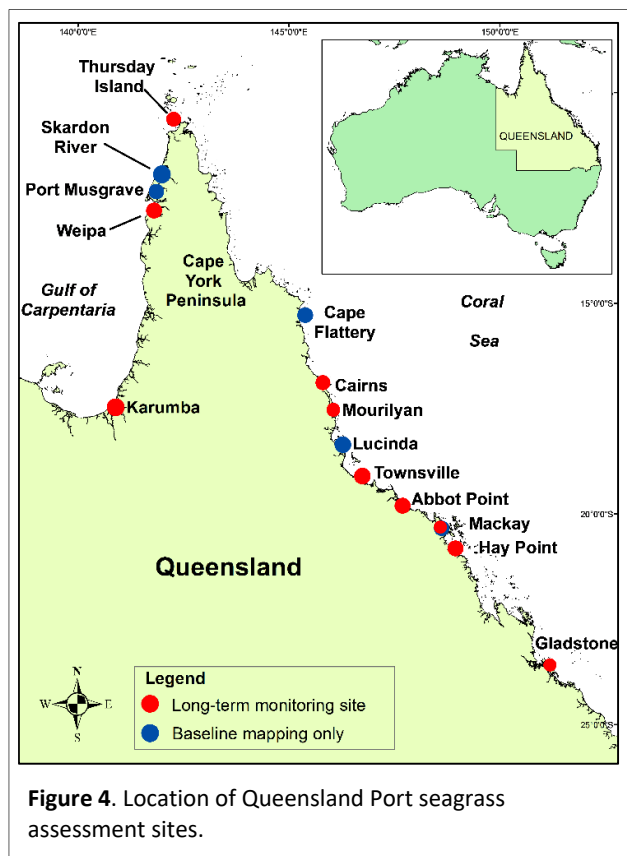 140°0'0"E
145°0'0"E
150°0'0"E
Thursday
Island
QUEENSLAND
Skardon
River
Port Musgrave
Weipa
Cape
York
Peninsula
Gulf of
Carpentaria
Coral
Sea
15°0'0"S
Cape
Flattery
Cairns
Karumba
Mourilyan
Lucinda
Townsville
Abbot Point
Mackay
20°0'0"S
Hay Point
Queensland
Gladstone
N
W
E
S
Legend
Long-term monitoring site
Baseline mapping only
25°0'0"S
Figure 4. Location of Queensland Port seagrass
assessment sites.